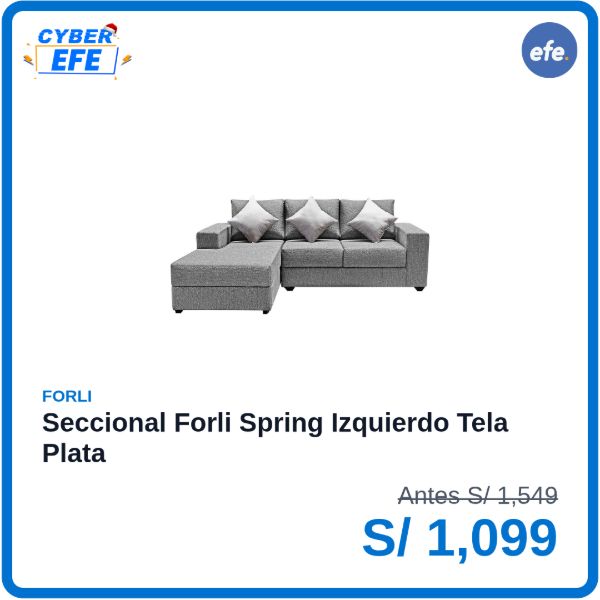 CYBER
EFE
efe.
FORLI
Seccional Forli Spring Izquierdo Tela
Plata
Antes S/ 1,549
S/ 1,099